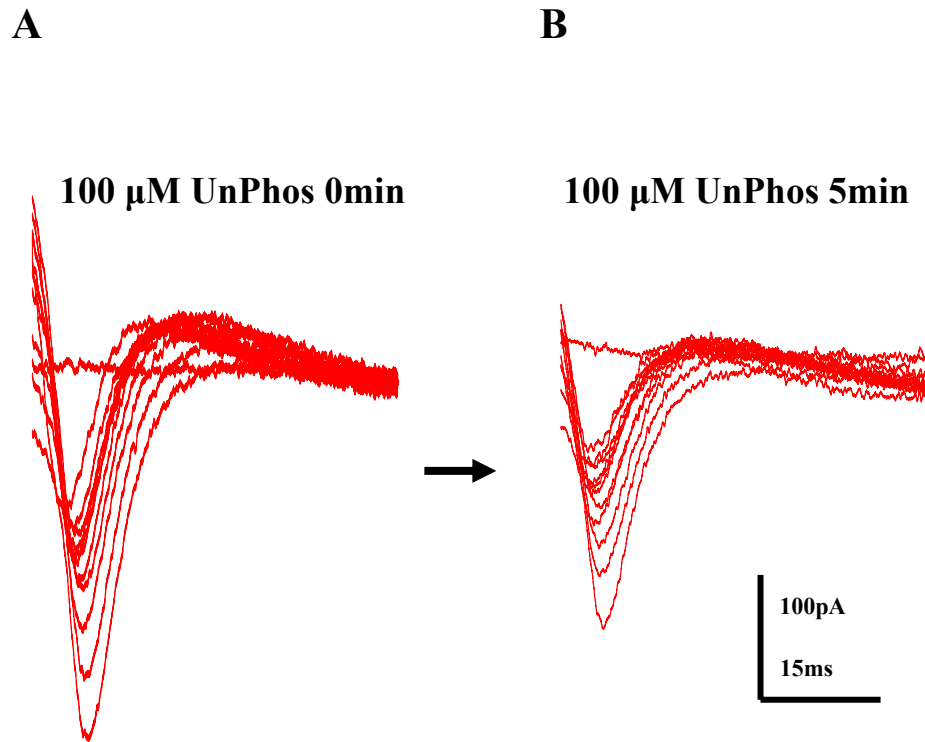 A
B
100 μM UnPhos 0min
100 μM UnPhos 5min
100pA
15ms